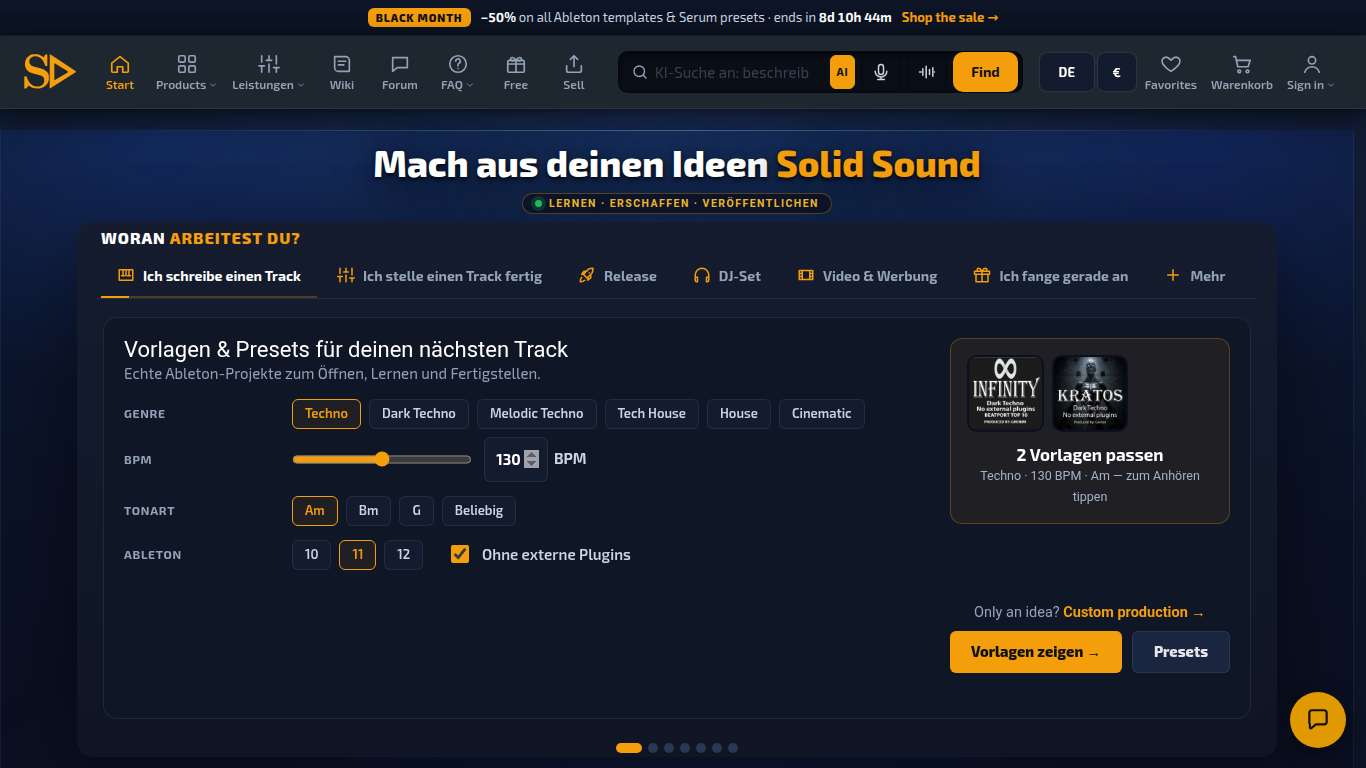 BLACK MONTH −50% on all Ableton templates & Serum presets · ends in 8d 10h 44m Shop the sale →
Start Products Leistungen Wiki Forum FAQ Free Sell KI-Suche an: beschreib AI Find DE € Favorites Warenkorb Sign in
Mach aus deinen Ideen Solid Sound
LERNEN · ERSCHAFFEN · VERÖFFENTLICHEN
WORAN ARBEITEST DU?
Ich schreibe einen Track Ich stelle einen Track fertig Release DJ-Set Video & Werbung Ich fange gerade an Mehr
Vorlagen & Presets für deinen nächsten Track
Echte Ableton-Projekte zum Öffnen, Lernen und Fertigstellen.
GENRE Techno Dark Techno Melodic Techno Tech House House Cinematic
BPM 130 BPM
TONART Am Bm G Beliebig
ABLETON 10 11 12 Ohne externe Plugins
INFINITY
Dark Techno
No external plugins
BEATPORT TOP 10
KRATOS
Dark Techno
No external plugins
2 Vorlagen passen
Techno · 130 BPM · Am — zum Anhören
tippen
Only an idea? Custom production →
Vorlagen zeigen → Presets